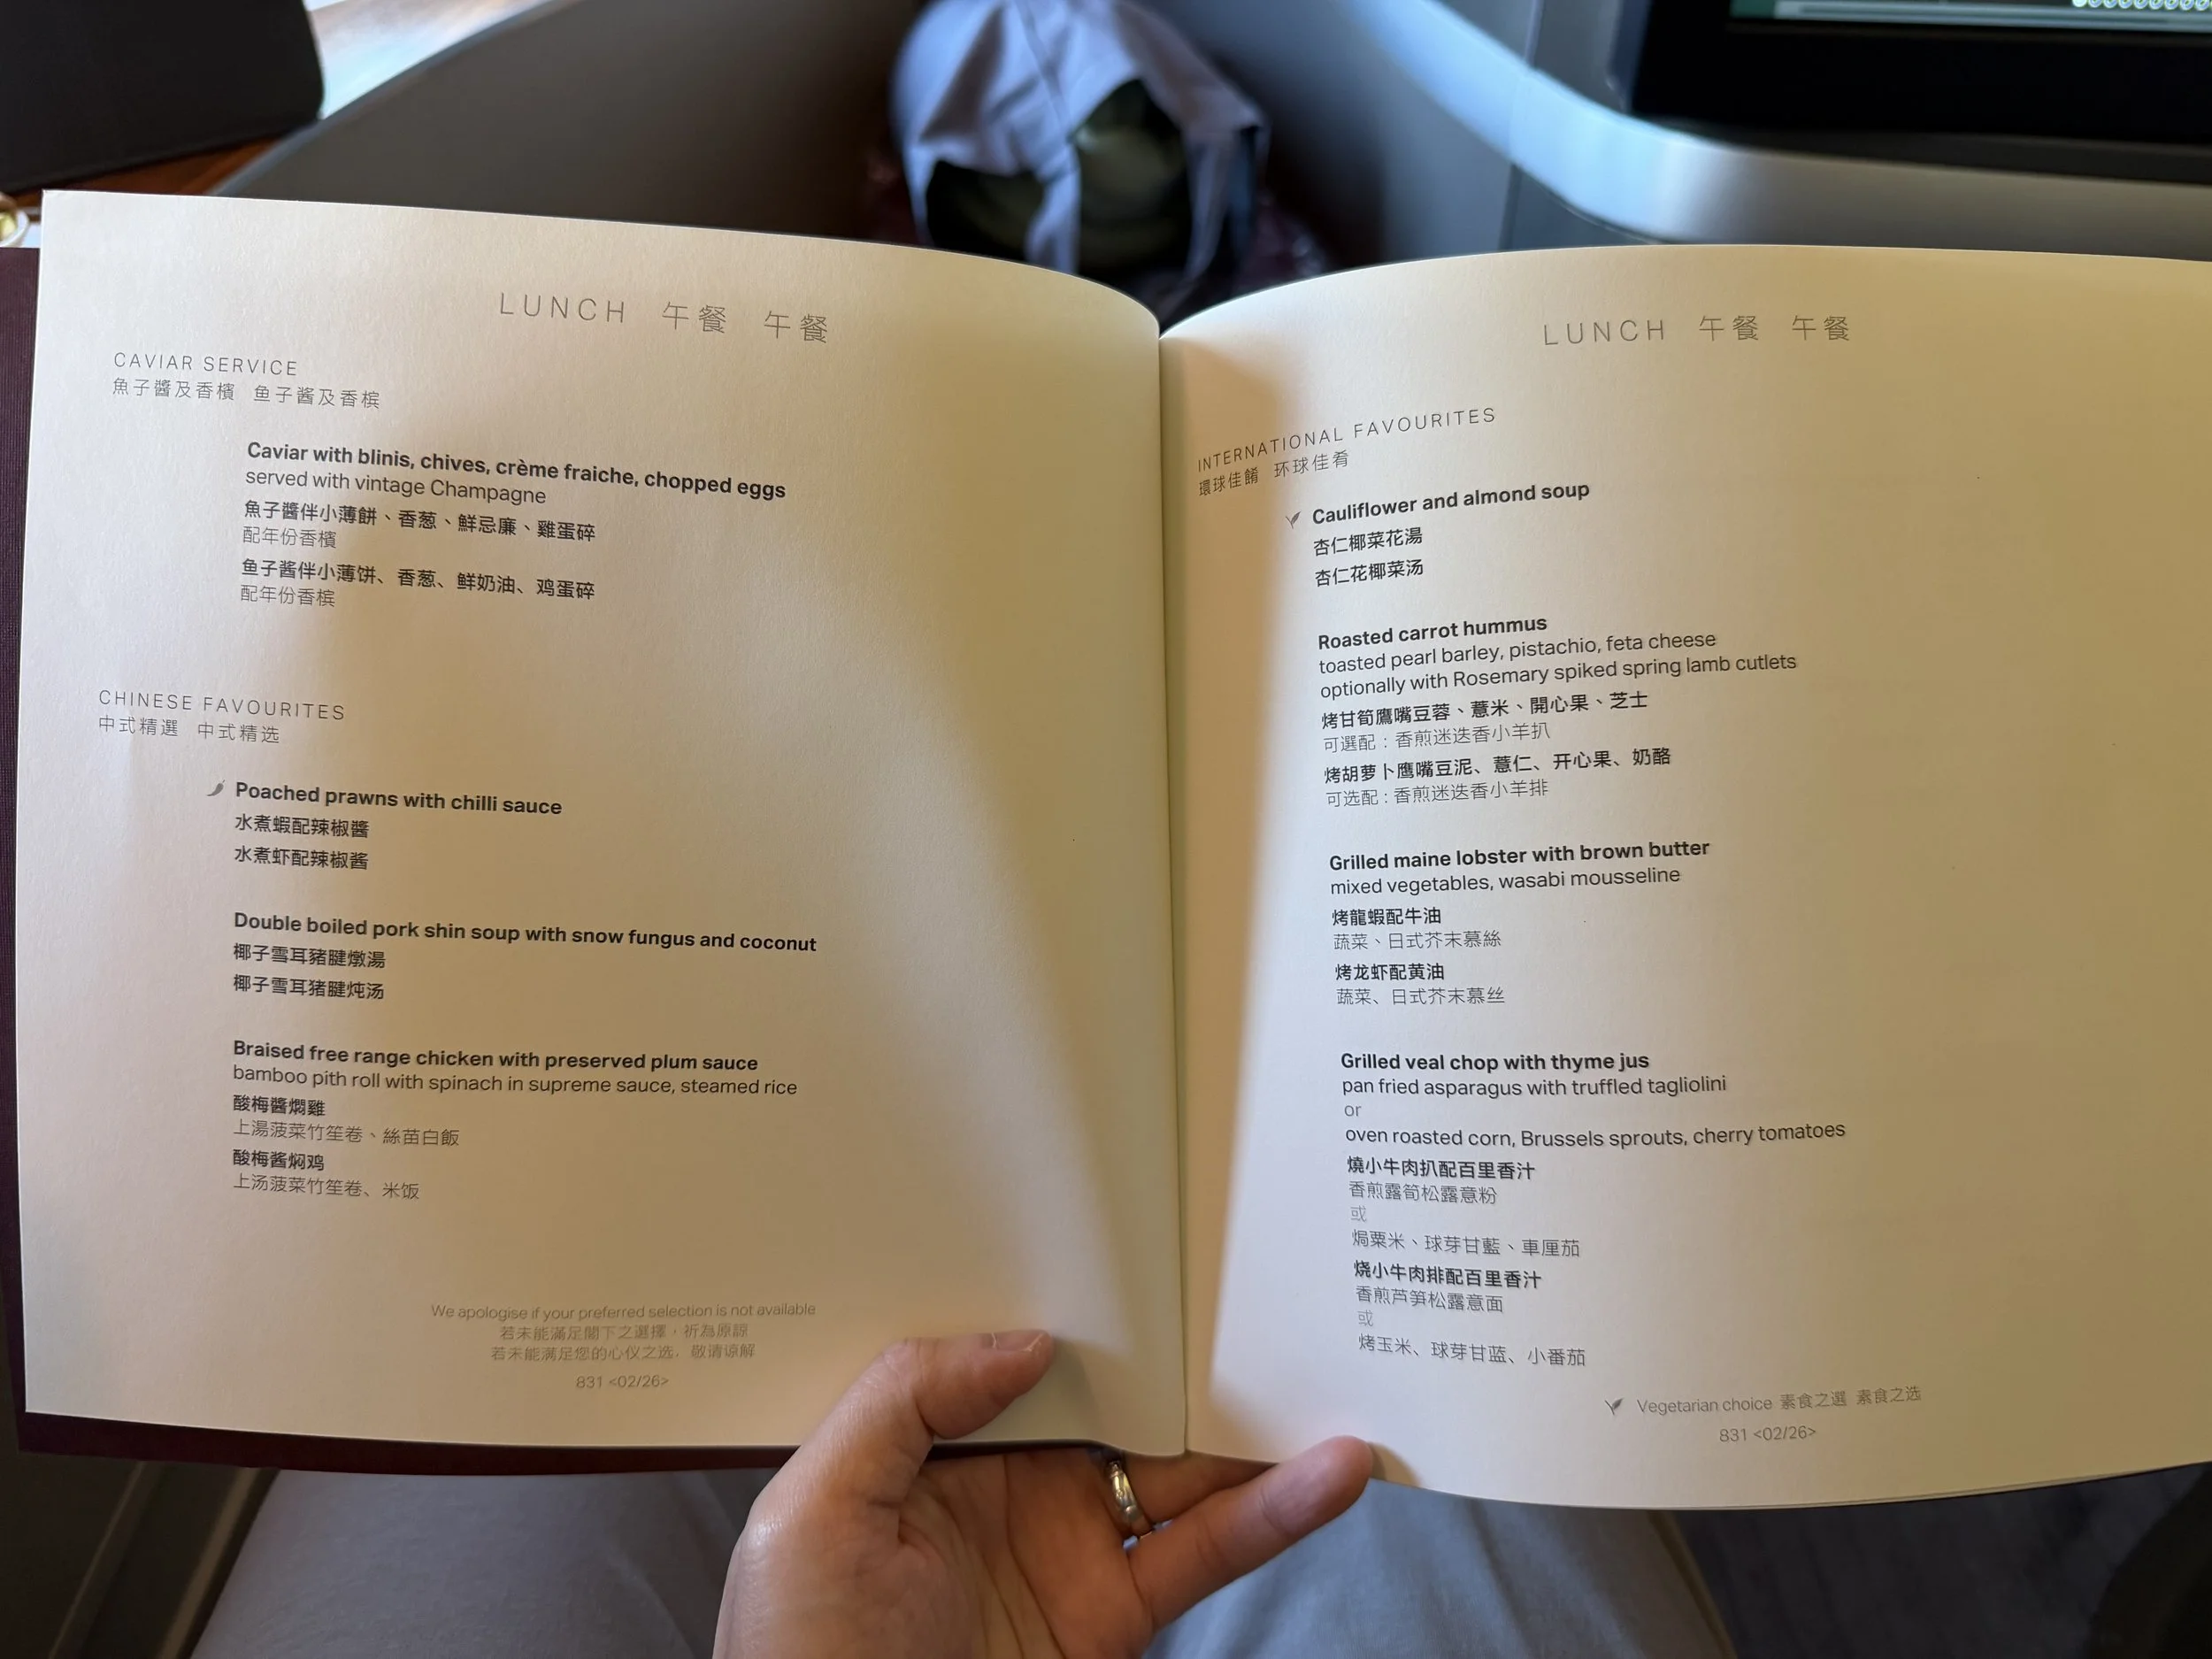 LUNCH 午餐 午餐
CAVIAR SERVICE
魚子醬及香檳 鱼子酱及香槟
Caviar with blinis, chives, crème fraiche, chopped eggs
served with vintage Champagne
魚子醬伴小薄餅、香葱、鮮忌廉、雞蛋碎
配年份香檳
鱼子酱伴小薄饼、香葱、鲜奶油、鸡蛋碎
配年份香槟
CHINESE FAVOURITES
中式精選 中式精选
Poached prawns with chilli sauce
水煮蝦配辣椒醬
水煮虾配辣椒酱
Double boiled pork shin soup with snow fungus and coconut
椰子雪耳豬腱燉湯
椰子雪耳猪腱炖汤
Braised free range chicken with preserved plum sauce
bamboo pith roll with spinach in supreme sauce, steamed rice
酸梅醬燜雞
上湯菠菜竹笙卷、絲苗白飯
酸梅酱焖鸡
上汤菠菜竹笙卷、米饭
We apologise if your preferred selection is not available
若未能滿足閣下之選擇，祈為原諒
若未能满足您的心仪之选，敬请谅解
831 <02/26>
LUNCH 午餐 午餐
INTERNATIONAL FAVOURITES
環球佳餚 环球佳肴
Cauliflower and almond soup
杏仁椰菜花湯
杏仁花椰菜汤
Roasted carrot hummus
toasted pearl barley, pistachio, feta cheese
optionally with Rosemary spiked spring lamb cutlets
烤甘筍鷹嘴豆蓉、薏米、開心果、芝士
可選配：香煎迷迭香小羊扒
烤胡萝卜鹰嘴豆泥、薏仁、开心果、奶酪
可选配：香煎迷迭香小羊排
Grilled maine lobster with brown butter
mixed vegetables, wasabi mousseline
烤龍蝦配牛油
蔬菜、日式芥末慕絲
烤龙虾配黄油
蔬菜、日式芥末慕丝
Grilled veal chop with thyme jus
pan fried asparagus with truffled tagliolini
or
oven roasted corn, Brussels sprouts, cherry tomatoes
燒小牛肉扒配百里香汁
香煎露筍松露意粉
或
焗粟米、球芽甘藍、車厘茄
烧小牛肉排配百里香汁
香煎芦笋松露意面
或
烤玉米、球芽甘蓝、小番茄
Vegetarian choice 素食之選 素食之选
831 <02/26>